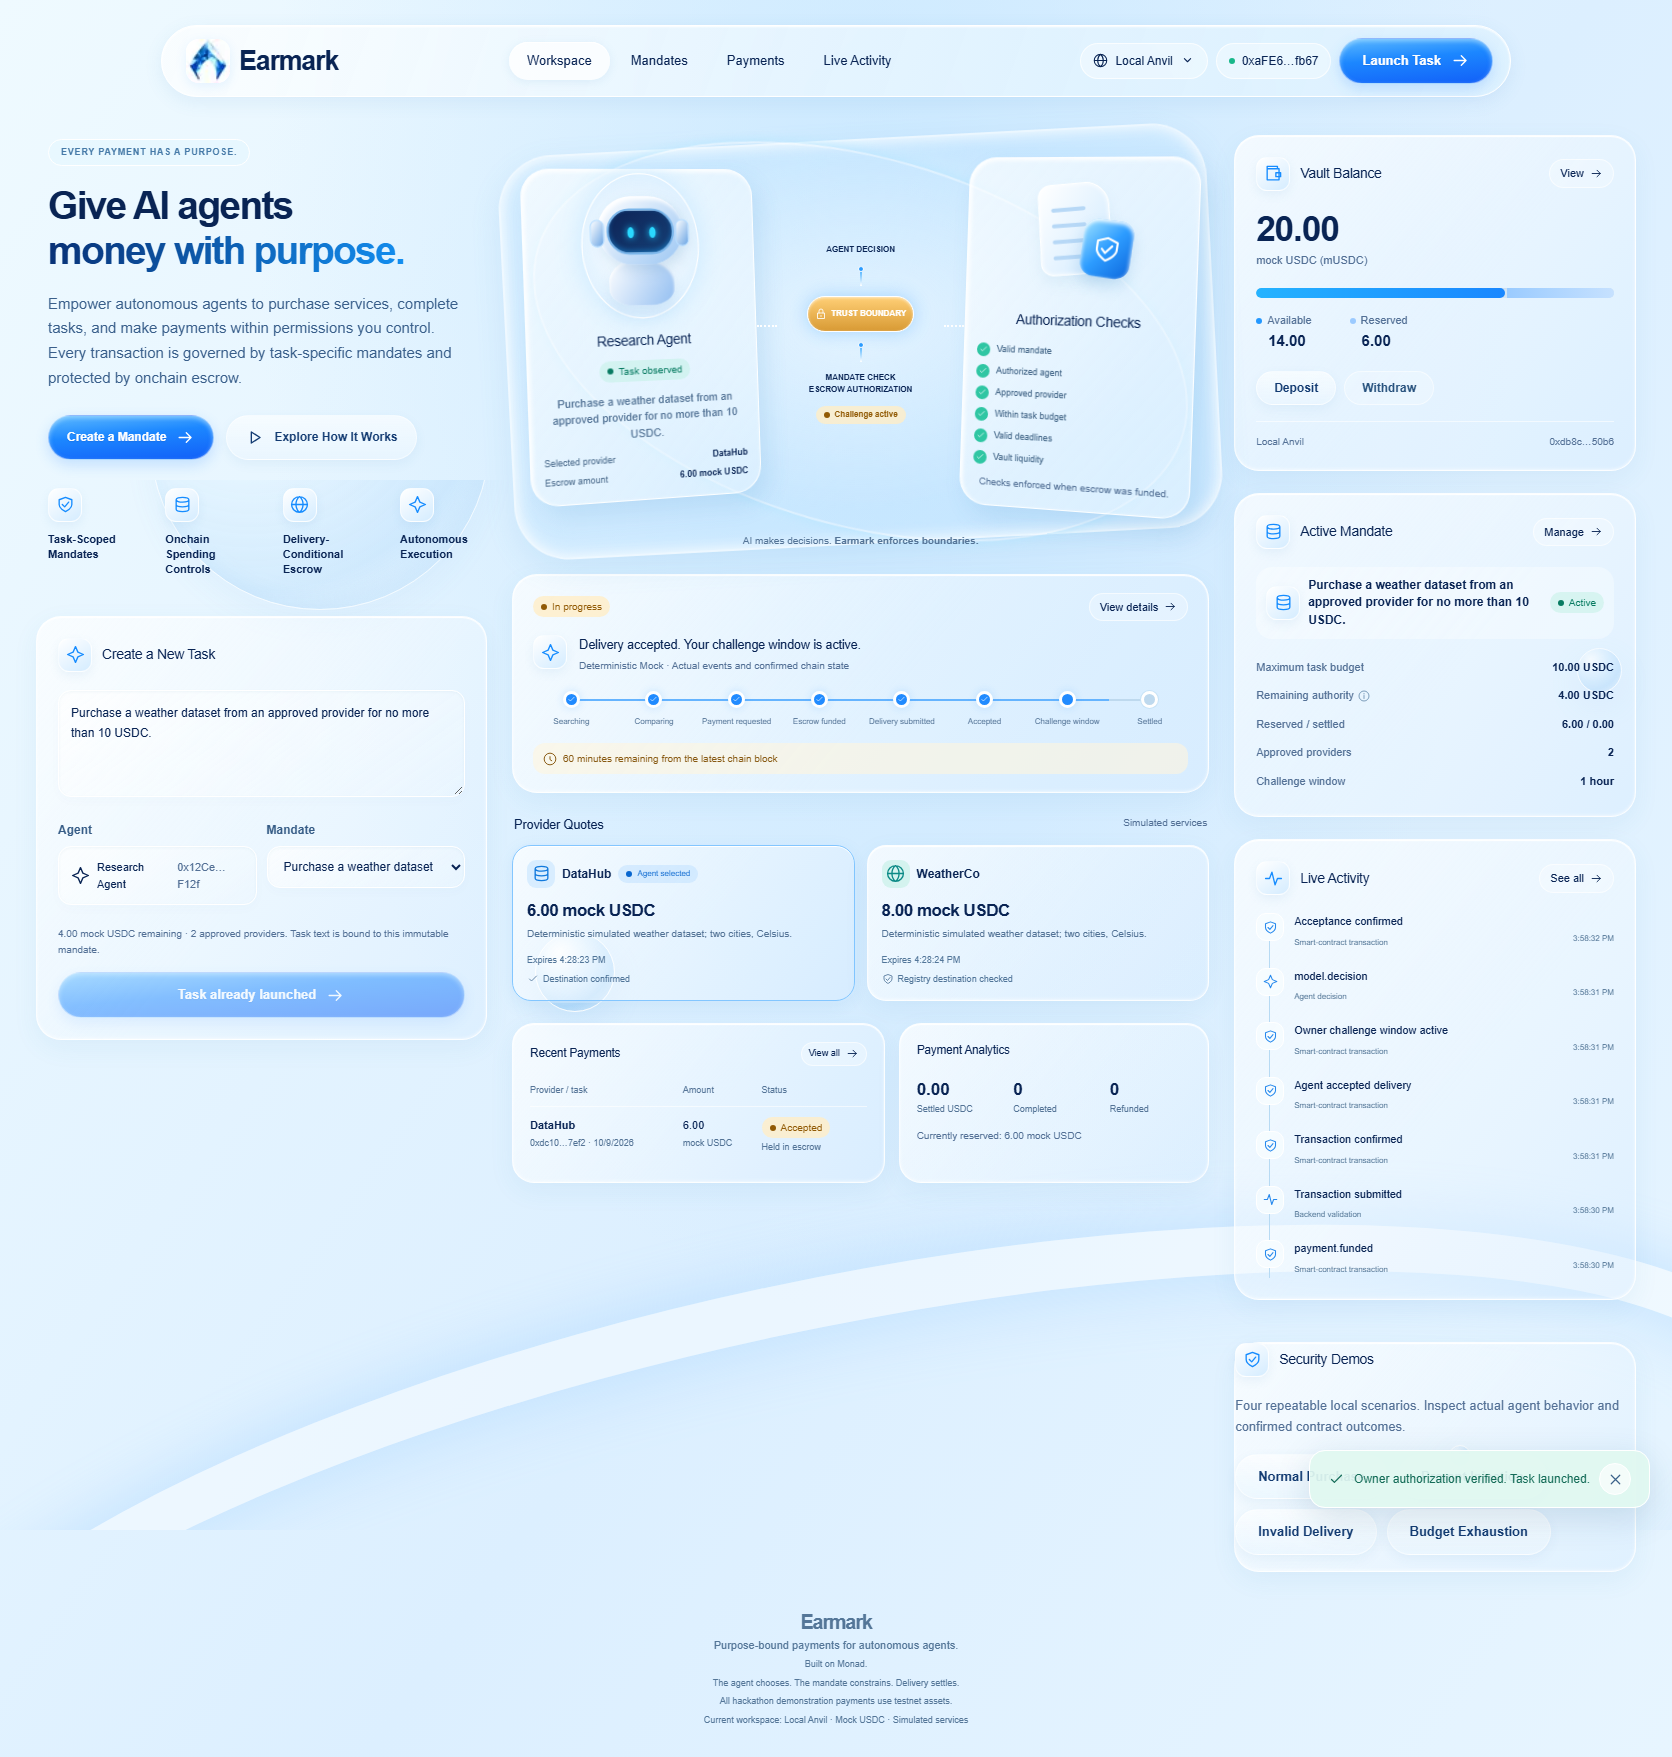 Earmark
Workspace
Mandates
Payments
Live Activity
Local Anvil
0xaFE6...fb67
Launch Task
EVERY PAYMENT HAS A PURPOSE.
Give AI agents
money with purpose.
Empower autonomous agents to purchase services, complete
tasks, and make payments within permissions you control.
Every transaction is governed by task-specific mandates and
protected by onchain escrow.
Create a Mandate
Explore How It Works
Task-Scoped
Mandates
Onchain
Spending
Controls
Delivery-
Conditional
Escrow
Autonomous
Execution
Create a New Task
Purchase a weather dataset from an approved provider for no more
than 10 USDC.
Agent
Mandate
Research
Agent
0x12Ce...
F12f
Purchase a weather dataset
4.00 mock USDC remaining · 2 approved providers. Task text is bound to this immutable
mandate.
Task already launched
Research Agent
Task observed
Purchase a weather dataset from an
approved provider for no more than 10
USDC.
Selected provider
DataHub
Escrow amount
6.00 mock USDC
AGENT DECISION
TRUST BOUNDARY
MANDATE CHECK
ESCROW AUTHORIZATION
Challenge active
Authorization Checks
Valid mandate
Authorized agent
Approved provider
Within task budget
Valid deadlines
Vault liquidity
Checks enforced when escrow was funded.
AI makes decisions. Earmark enforces boundaries.
In progress
View details
Delivery accepted. Your challenge window is active.
Deterministic Mock · Actual events and confirmed chain state
Searching
Comparing
Payment requested
Escrow funded
Delivery submitted
Accepted
Challenge window
Settled
60 minutes remaining from the latest chain block
Provider Quotes
Simulated services
DataHub
Agent selected
6.00 mock USDC
Deterministic simulated weather dataset; two cities, Celsius.
Expires 4:28:23 PM
Destination confirmed
WeatherCo
8.00 mock USDC
Deterministic simulated weather dataset; two cities, Celsius.
Expires 4:28:24 PM
Registry destination checked
Recent Payments
View all
Provider / task
Amount
Status
DataHub
6.00
Accepted
0xdc10...7ef2 · 10/9/2026
mock USDC
Held in escrow
Payment Analytics
0.00
0
0
Settled USDC
Completed
Refunded
Currently reserved: 6.00 mock USDC
Vault Balance
View
20.00
mock USDC (mUSDC)
Available
Reserved
14.00
6.00
Deposit
Withdraw
Local Anvil
0xdb8c...50b6
Active Mandate
Manage
Purchase a weather dataset from an
approved provider for no more than 10
USDC.
Active
Maximum task budget
10.00 USDC
Remaining authority
4.00 USDC
Reserved / settled
6.00 / 0.00
Approved providers
2
Challenge window
1 hour
Live Activity
See all
Acceptance confirmed
Smart-contract transaction
3:58:32 PM
model.decision
Agent decision
3:58:31 PM
Owner challenge window active
Smart-contract transaction
3:58:31 PM
Agent accepted delivery
Smart-contract transaction
3:58:31 PM
Transaction confirmed
Smart-contract transaction
3:58:31 PM
Transaction submitted
Backend validation
3:58:30 PM
payment.funded
Smart-contract transaction
3:58:30 PM
Security Demos
Four repeatable local scenarios. Inspect actual agent behavior and
confirmed contract outcomes.
Normal
Owner authorization verified. Task launched.
Invalid Delivery
Budget Exhaustion
Earmark
Purpose-bound payments for autonomous agents.
Built on Monad.
The agent chooses. The mandate constrains. Delivery settles.
All hackathon demonstration payments use testnet assets.
Current workspace: Local Anvil · Mock USDC · Simulated services